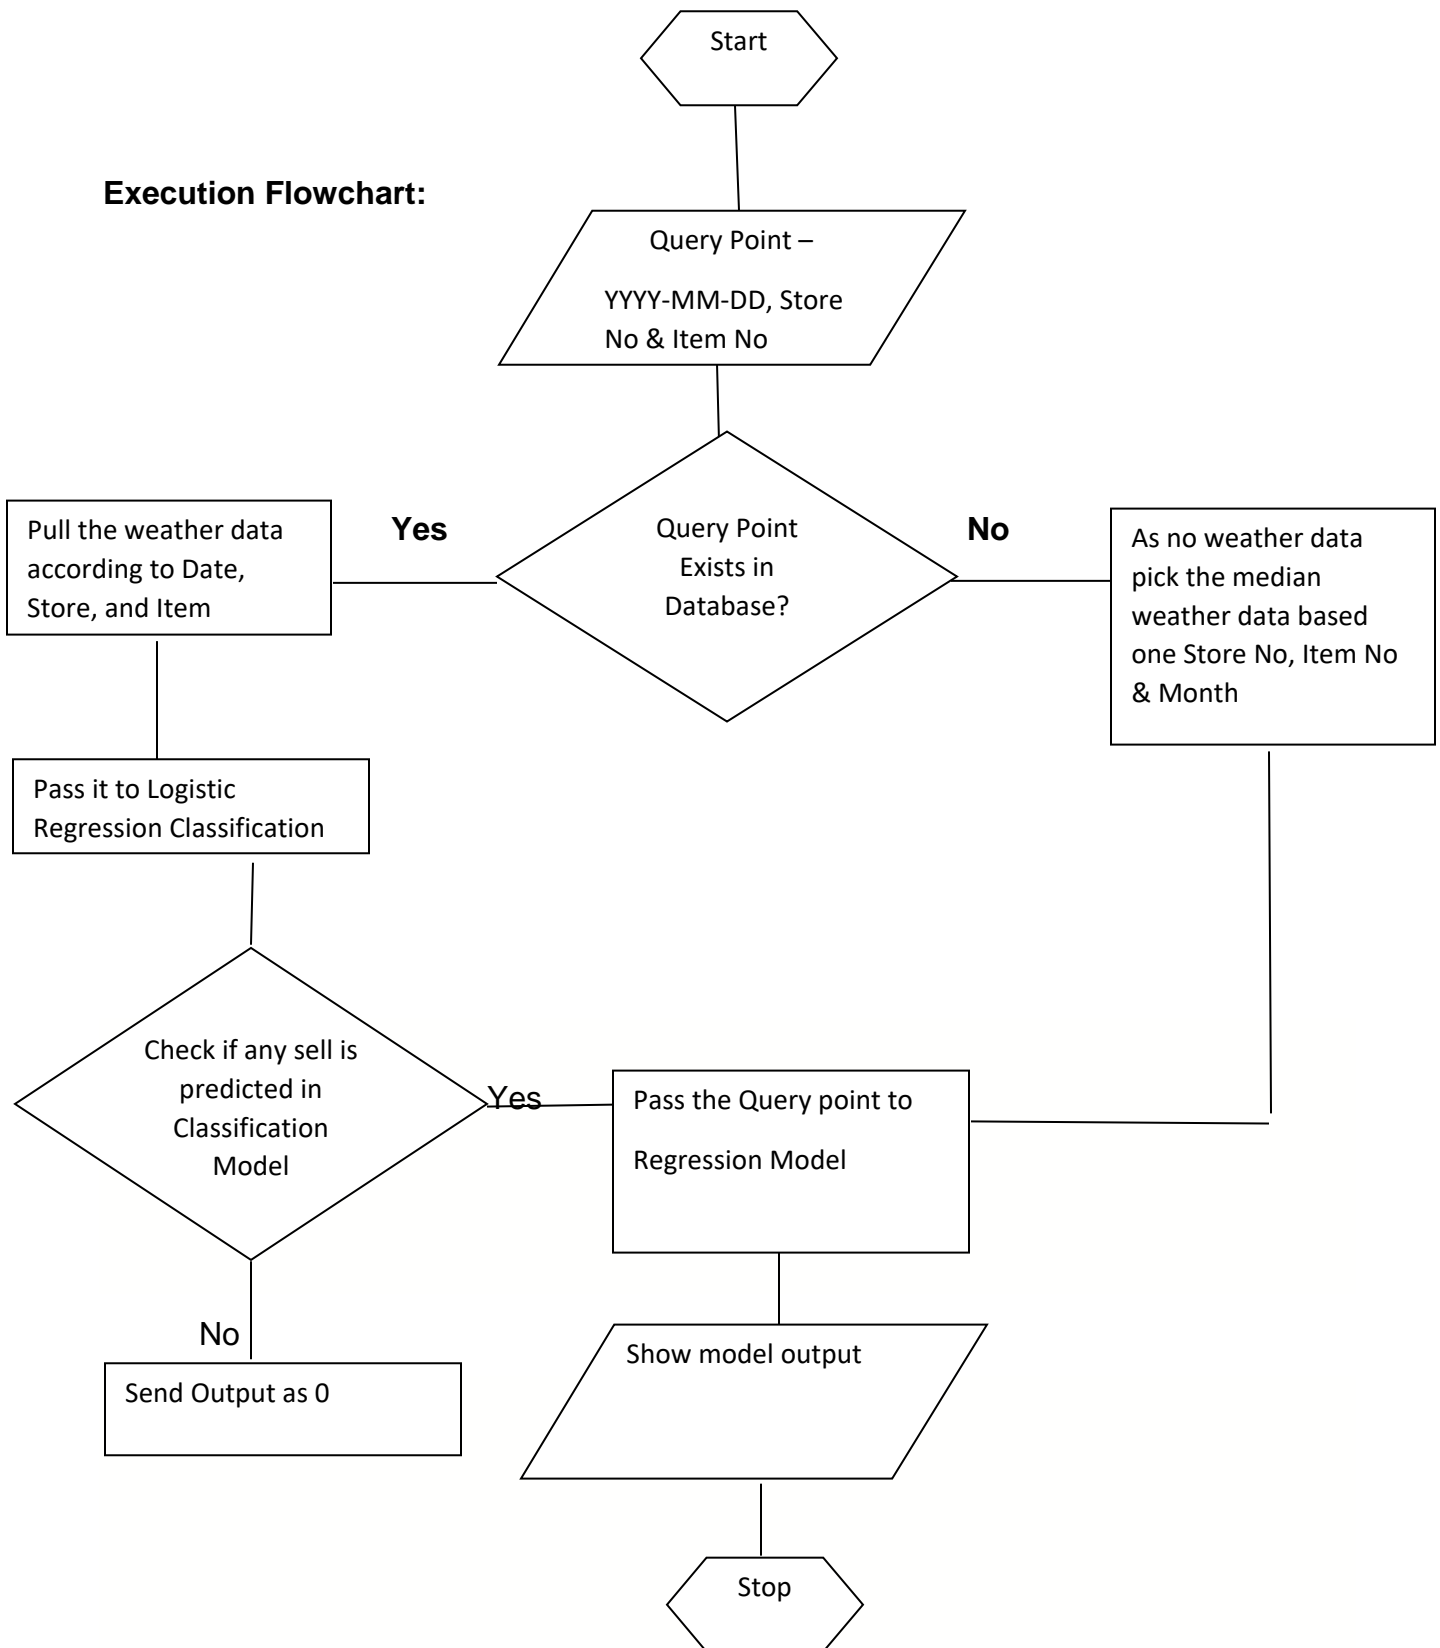 Start
Execution Flowchart:
Query Point –
YYYY-MM-DD, Store
No & Item No
Yes
Query Point
Exists in
Database?
No
Pull the weather data
according to Date,
Store, and Item
As no weather data
pick the median
weather data based
one Store No, Item No
& Month
Pass it to Logistic
Regression Classification
Check if any sell is
predicted in
Classification
Model
Yes
Pass the Query point to
Regression Model
No
Send Output as 0
Show model output
Stop